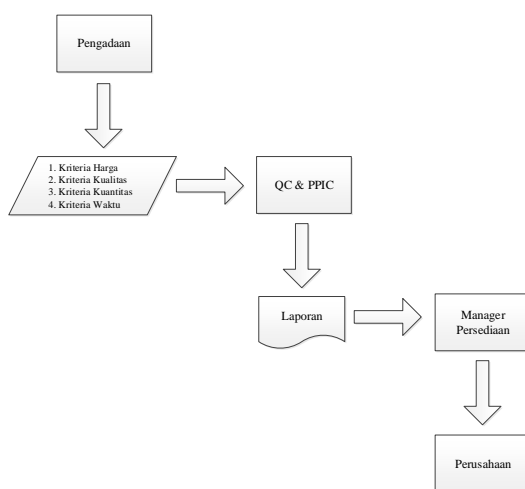 Pengadaan
1. Kriteria Harga
2. Kriteria Kualitas
3. Kriteria Kuantitas
4. Kriteria Waktu
QC & PPIC
Laporan
Manager
Persediaan
Perusahaan